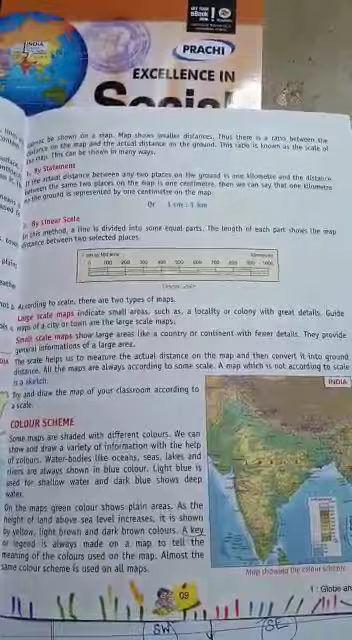 INDIA
GET YOUR
eBook
PRACHI
EXCELLENCE IN
Social
cannot be shown on a map. Map shows smaller distances. Thus there is a ratio between the
distance on the map and the actual distance on the ground. This ratio is known as the scale of
map. This can be shown in many ways.
1. By Statement
If the actual distance between any two places on the ground is one kilometre and the distance
between the same two places on the map is one centimetre, then we can say that one kilometre
on the ground is represented by one centimetre on the map.
Or 1 cm : 1 km
2. By Linear Scale
In this method, a line is divided into some equal parts. The length of each part shows the map
distance between two selected places.
Kilometres
0 100 200 300 400 500 600 700 800 900 1000
Linear scale
According to scale, there are two types of maps.
Large scale maps indicate small areas, such as, a locality or colony with great details. Guide
maps of a city or town are the large scale maps.
Small scale maps show large areas like a country or continent with fewer details. They provide
general informations of a large area.
The scale helps us to measure the actual distance on the map and then convert it into ground
distance. All the maps are always according to some scale. A map which is not according to scale
is a sketch.
Try and draw the map of your classroom according to
a scale.
INDIA
COLOUR SCHEME
Some maps are shaded with different colours. We can
show and draw a variety of information with the help
of colours. Water-bodies like oceans, seas, lakes and
rivers are always shown in blue colour. Light blue is
used for shallow water and dark blue shows deep
water.
On the maps green colour shows plain areas. As the
height of land above sea level increases, it is shown
by yellow, light brown and dark brown colours. A key
or legend is always made on a map to tell the
meaning of the colours used on the map. Almost the
same colour scheme is used on all maps.
Map showing the colour scheme
1 : Globe an
09
SW
SE